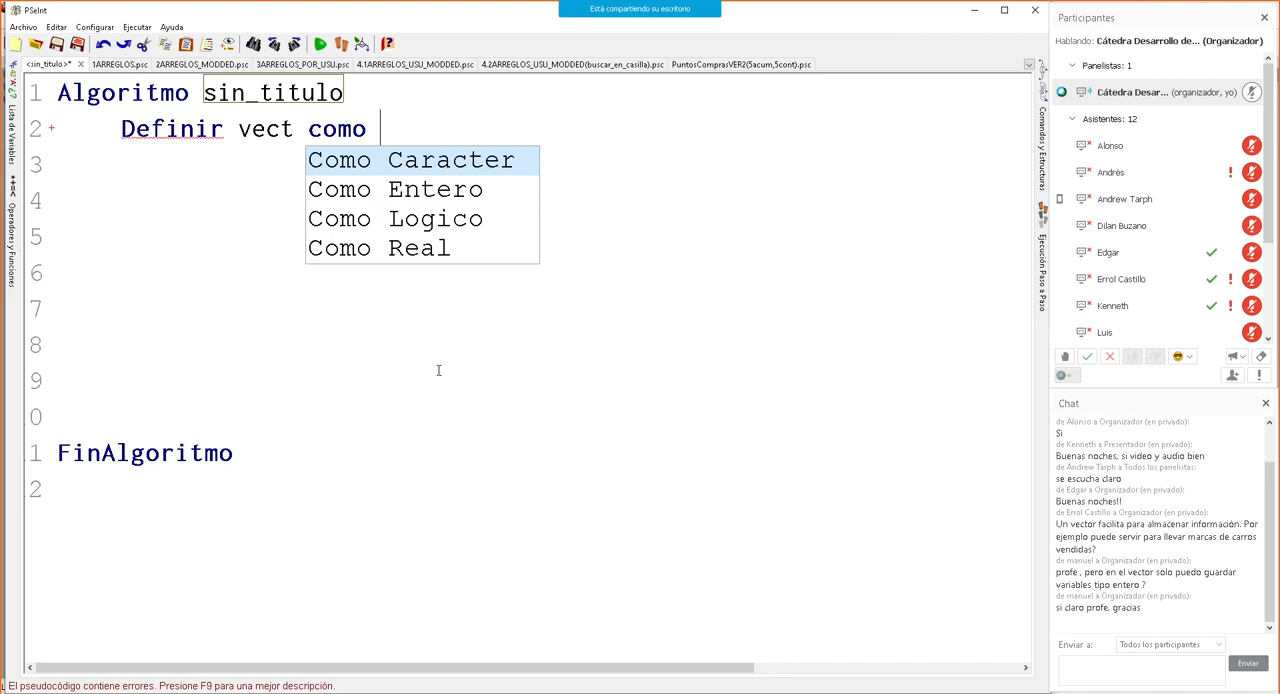 Está compartiendo su escritorio
PSeInt
Archivo Editar Configurar Ejecutar Ayuda
<sin_titulo>* 1ARREGLOS.psc 2ARREGLOS_MODDED.psc 3ARREGLOS_POR_USU.psc 4.1ARREGLOS_USU_MODDED.psc 4.2ARREGLOS_USU_MODDED(buscar_en_casilla).psc PuntosComprasVER2(5acum,5cont).psc
Lista de Variables
Operadores y Funciones
1 Algoritmo sin_titulo
2 Definir vect como
Como Caracter
Como Entero
Como Logico
Como Real
3
4
5
6
7
8
9
0
1 FinAlgoritmo
2
Comandos y Estructuras
Ejecución Paso a Paso
El pseudocódigo contiene errores. Presione F9 para una mejor descripción.
Participantes
Hablando: Cátedra Desarrollo de... (Organizador)
Panelistas: 1
Cátedra Desar... (organizador, yo)
Asistentes: 12
Alonso
Andrés
Andrew Tarph
Dilan Buzano
Edgar
Errol Castillo
Kenneth
Luis
Chat
de Alonso a Organizador (en privado):
Si
de Kenneth a Presentador (en privado):
Buenas noches, si video y audio bien
de Andrew Tarph a Todos los panelistas:
se escucha claro
de Edgar a Organizador (en privado):
Buenas noches!!
de Errol Castillo a Organizador (en privado):
Un vector facilita para almacenar información. Por
ejemplo puede servir para llevar marcas de carros
vendidas?
de manuel a Organizador (en privado):
profe , pero en el vector solo puedo guardar
variables tipo entero ?
de manuel a Organizador (en privado):
si claro profe, gracias
Enviar a: Todos los participantes
Enviar